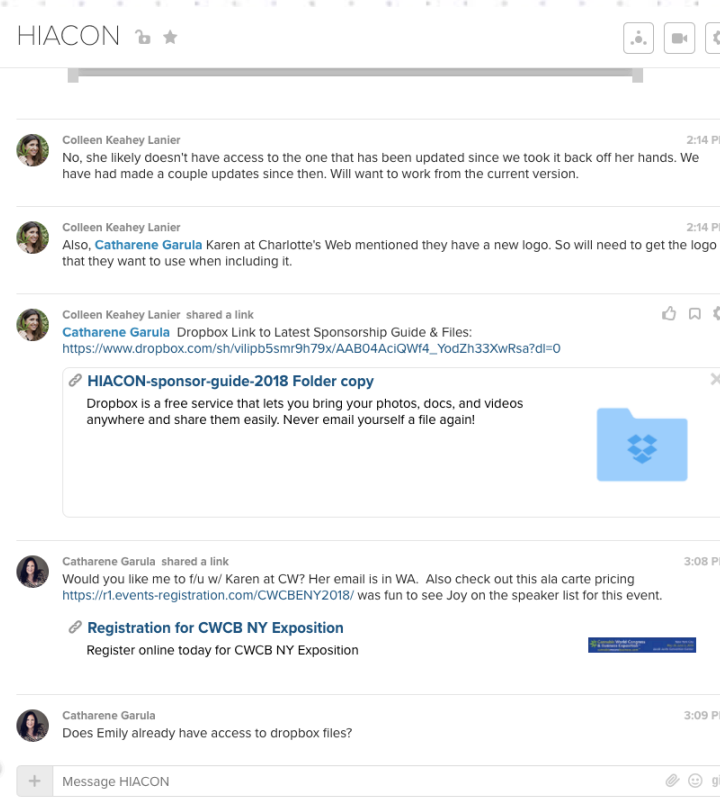 HIACON
Colleen Keahey Lanier
2:14 P
No, she likely doesn't have access to the one that has been updated since we took it back off her hands. We
have had made a couple updates since then. Will want to work from the current version.
Colleen Keahey Lanier
2:14 P
Also, Catharene Garula Karen at Charlotte's Web mentioned they have a new logo. So will need to get the logo
that they want to use when including it.
Colleen Keahey Lanier shared a link
Catharene Garula Dropbox Link to Latest Sponsorship Guide & Files:
https://www.dropbox.com/sh/vilipb5smr9h79x/AAB04AciQWf4_YodZh33XwRsa?dl=0
HIACON-sponsor-guide-2018 Folder copy
Dropbox is a free service that lets you bring your photos, docs, and videos
anywhere and share them easily. Never email yourself a file again!
Catharene Garula shared a link
3:08 P
Would you like me to f/u w/ Karen at CW? Her email is in WA. Also check out this ala carte pricing
https://r1.events-registration.com/CWCBENY2018/ was fun to see Joy on the speaker list for this event.
Registration for CWCB NY Exposition
Register online today for CWCB NY Exposition
Catharene Garula
3:09 P
Does Emily already have access to dropbox files?
Message HIACON